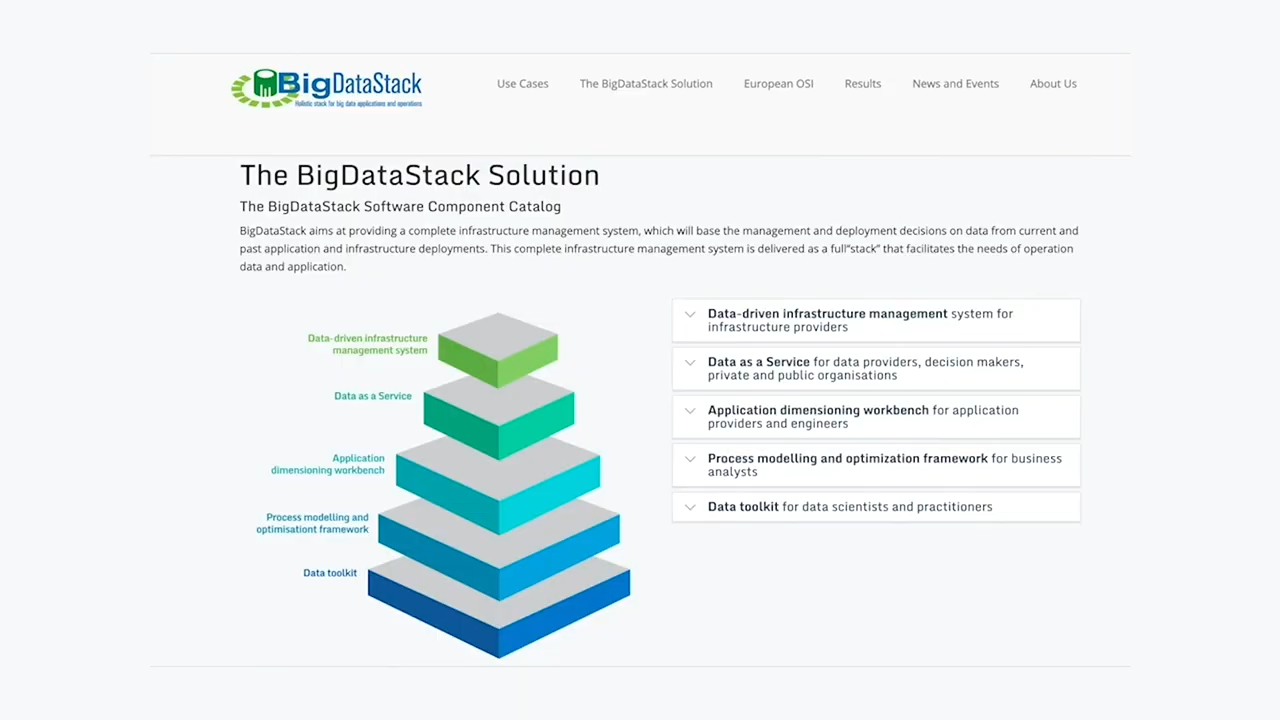 BigDataStack
Holistic stack for big data applications and operations
Use Cases
The BigDataStack Solution
European OSI
Results
News and Events
About Us
The BigDataStack Solution
The BigDataStack Software Component Catalog
BigDataStack aims at providing a complete infrastructure management system, which will base the management and deployment decisions on data from current and
past application and infrastructure deployments. This complete infrastructure management system is delivered as a full“stack” that facilitates the needs of operation
data and application.
Data-driven infrastructure
management system
Data as a Service
Application
dimensioning workbench
Process modelling and
optimisationt framework
Data toolkit
Data-driven infrastructure management system for
infrastructure providers
Data as a Service for data providers, decision makers,
private and public organisations
Application dimensioning workbench for application
providers and engineers
Process modelling and optimization framework for business
analysts
Data toolkit for data scientists and practitioners